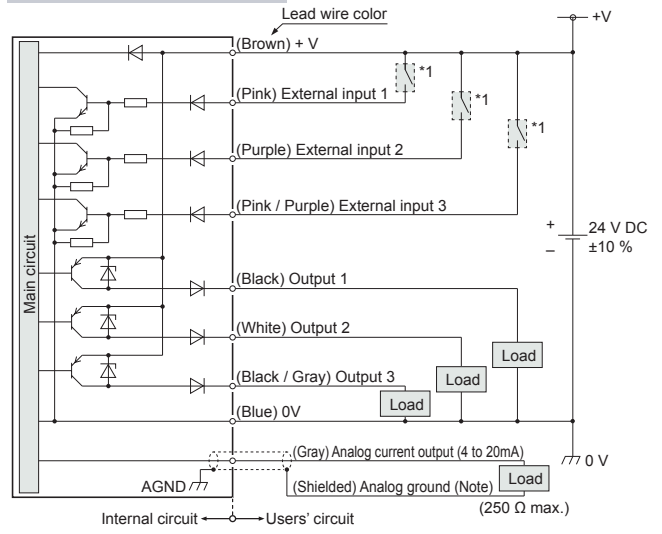 Lead wire color
+V
(Brown) + V
*1
(Pink) External input 1
*1
*1
(Purple) External input 2
(Pink / Purple) External input 3
+
24 V DC
–
±10 %
Main circuit
(Black) Output 1
(White) Output 2
Load
Load
(Black / Gray) Output 3
Load
(Blue) 0V
(Gray) Analog current output (4 to 20mA)
0 V
AGND
(Shielded) Analog ground (Note)
Load
(250 Ω max.)
Internal circuit
Users' circuit